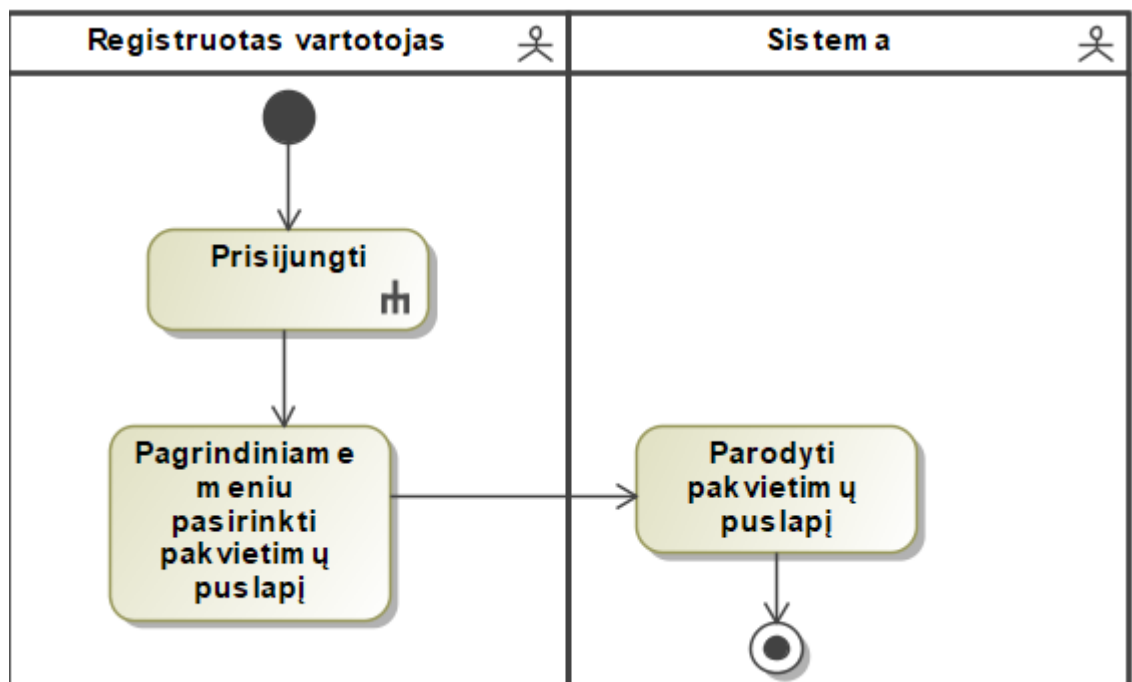 Registruotas vartotojas
Sistema
Prisijungti
Pagrindiniame
meniu
pasirinkti
pakvietimų
puslapį
Parodyti
pakvietimų
puslapį